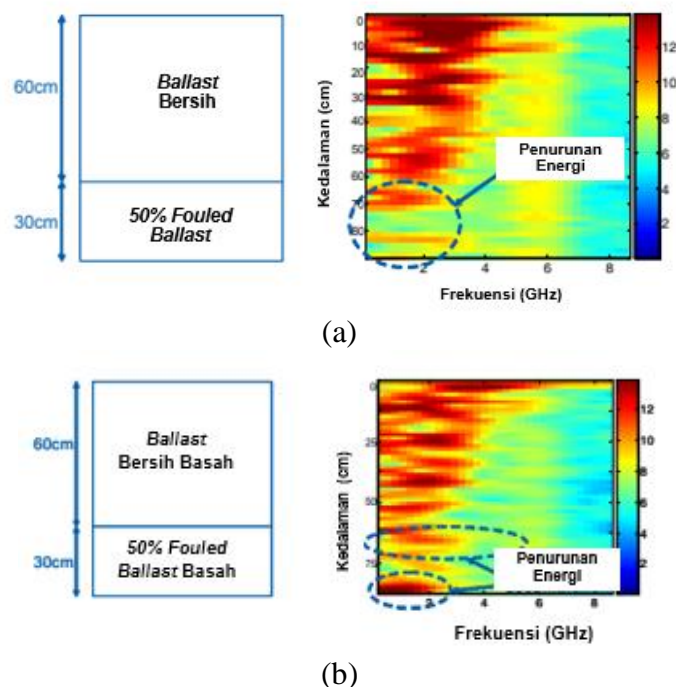 60cm
30cm
Ballast
Bersih
50% Fouled
Ballast
Kedalaman (cm)
0
10
20
30
40
50
60
70
80
2
4
6
8
Frekuensi (GHz)
Penurunan
Energi
12
10
8
6
4
2
0
(a)
60cm
30cm
Ballast
Bersih Basah
50% Fouled
Ballast Basah
Kedalaman (cm)
0
25
50
75
2
4
6
8
Frekuensi (GHz)
Penurunan
Energi
12
10
8
6
4
2
0
(b)